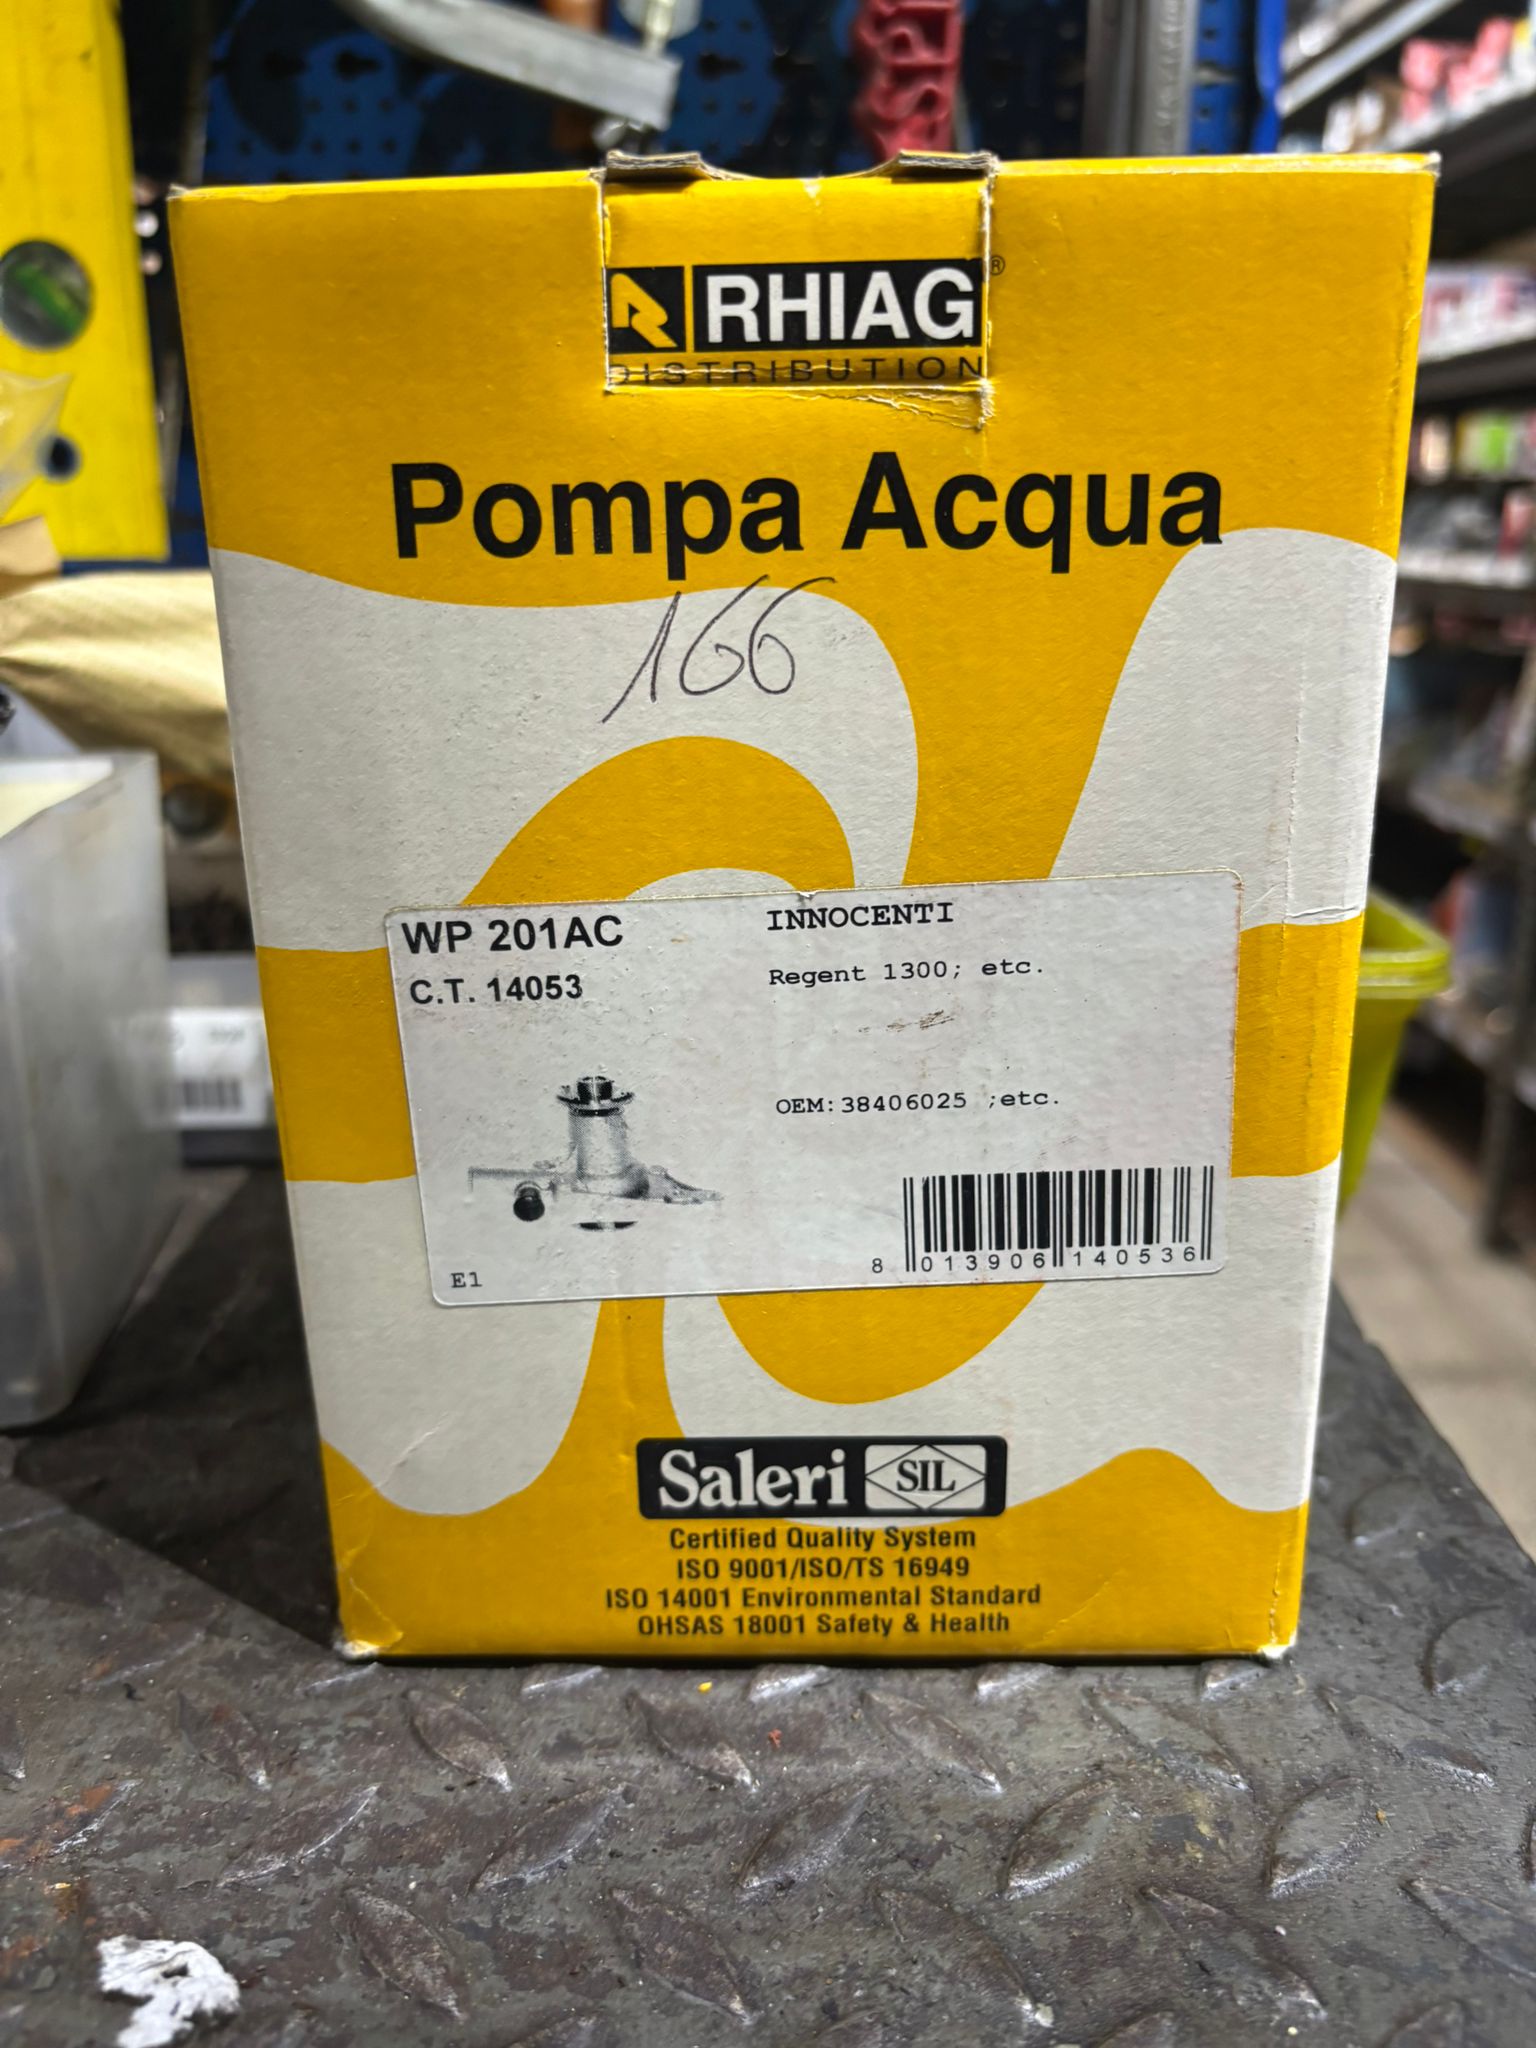 RHIAG®
DISTRIBUTION
Pompa Acqua
166
WP 201AC
C.T. 14053
INNOCENTI
Regent 1300; etc.
OEM: 38406025 ;etc.
E1
8 013906 140536
Saleri SIL
Certified Quality System
ISO 9001/ISO/TS 16949
ISO 14001 Environmental Standard
OHSAS 18001 Safety & Health